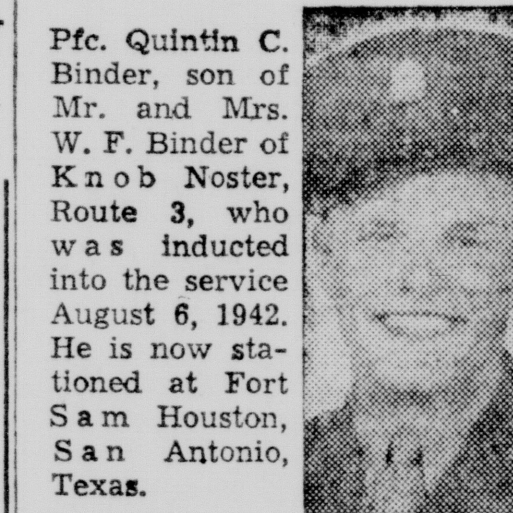 Pfc. Quintin C.
Binder, son of
Mr. and Mrs.
W. F. Binder of
Knob Noster,
Route 3, who
was inducted
into the service
August 6, 1942.
He is now sta-
tioned at Fort
Sam Houston,
San Antonio,
Texas.